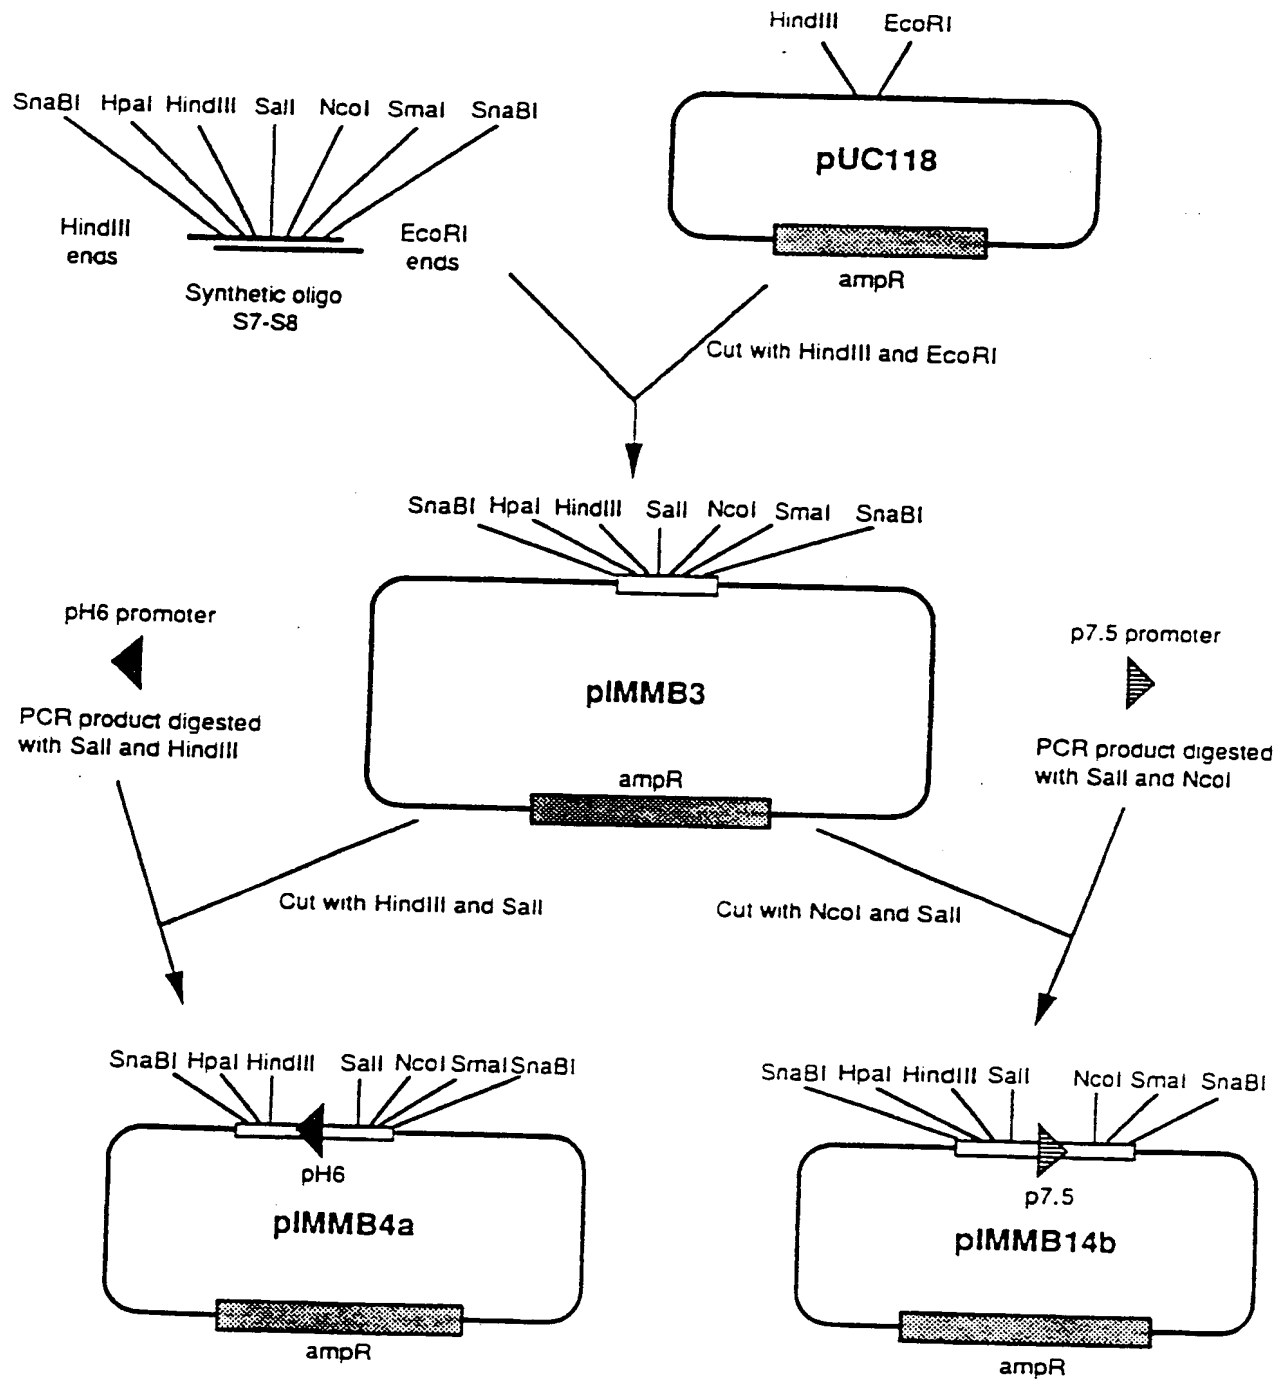 HindIII EcoRI
SnaBI HpaI HindIII SalI NcoI SmaI SnaBI
pUC118
HindIII
ends
EcoRI
ends
ampR
Synthetic oligo
S7-S8
Cut with HindIII and EcoRI
SnaBI HpaI HindIII SalI NcoI SmaI SnaBI
pH6 promoter
p7.5 promoter
pIMMB3
PCR product digested
with SalI and HindIII
PCR product digested
with SalI and NcoI
ampR
Cut with HindIII and SalI
Cut with NcoI and SalI
SnaBI HpaI HindIII SalI NcoI SmaI SnaBI
SnaBI HpaI HindIII SalI NcoI SmaI SnaBI
pH6
p7.5
pIMMB4a
pIMMB14b
ampR
ampR